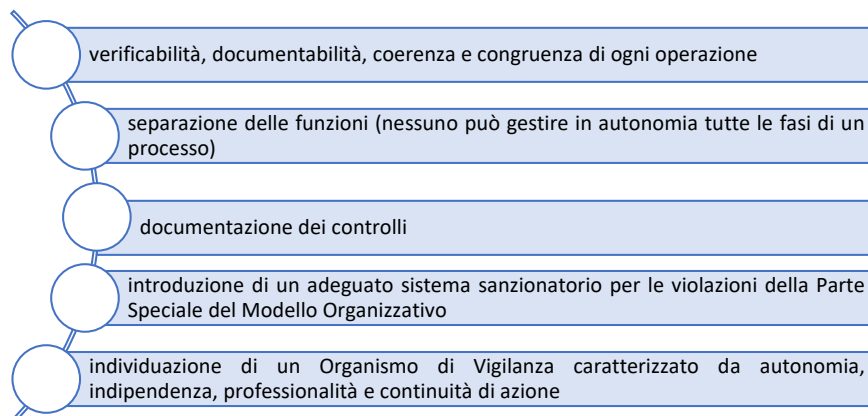 verificabilità, documentabilità, coerenza e congruenza di ogni operazione
separazione delle funzioni (nessuno può gestire in autonomia tutte le fasi di un
processo)
documentazione dei controlli
introduzione di un adeguato sistema sanzionatorio per le violazioni della Parte
Speciale del Modello Organizzativo
individuazione di un Organismo di Vigilanza caratterizzato da autonomia,
indipendenza, professionalità e continuità di azione